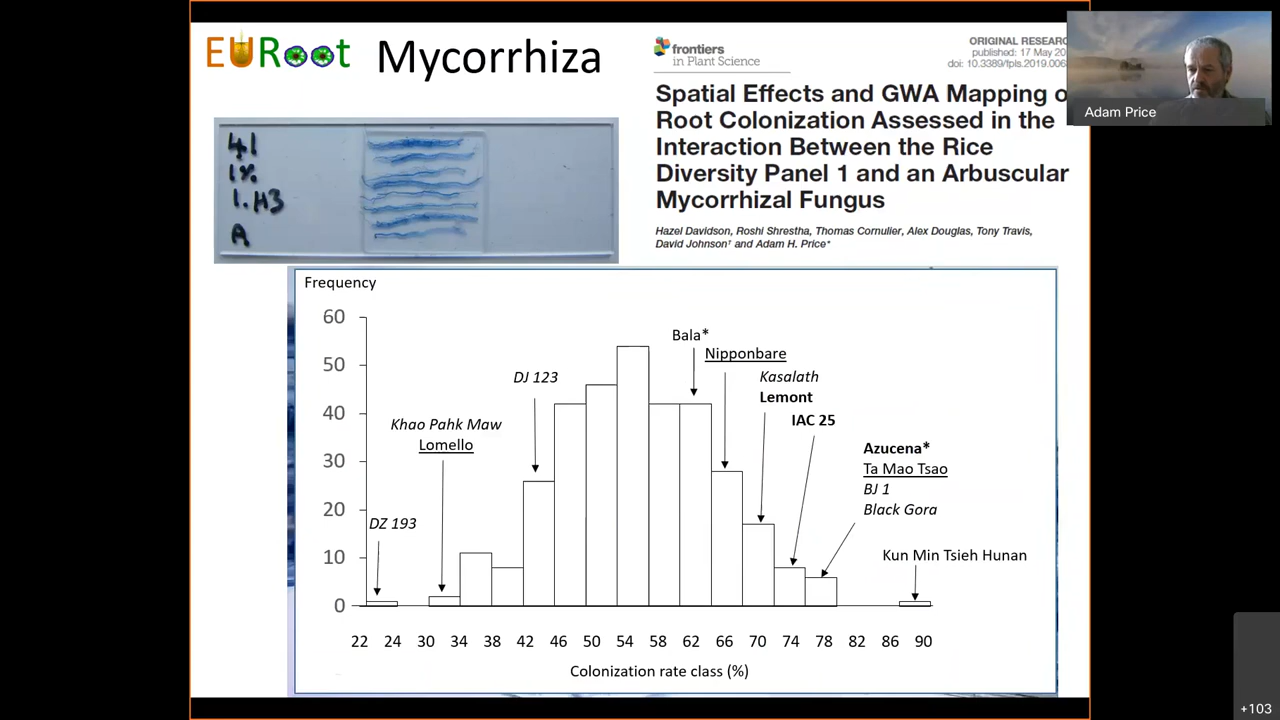 EURoot
Mycorrhiza
frontiers
in Plant Science
ORIGINAL RESEARC
published: 17 May 20
doi: 10.3389/fpls.2019.006
Spatial Effects and GWA Mapping o
Root Colonization Assessed in the
Interaction Between the Rice
Diversity Panel 1 and an Arbuscular
Mycorrhizal Fungus
Hazel Davidson, Roshi Shrestha, Thomas Cornulier, Alex Douglas, Tony Travis,
David Johnson† and Adam H. Price*
Adam Price
41
1%
1.H3
A
Frequency
60
50
40
30
20
10
0
DZ 193
Khao Pahk Maw
Lomello
DJ 123
Bala*
Nipponbare
Kasalath
Lemont
IAC 25
Azucena*
Ta Mao Tsao
BJ 1
Black Gora
Kun Min Tsieh Hunan
22 24 30 34 38 42 46 50 54 58 62 66 70 74 78 82 86 90
Colonization rate class (%)
+103